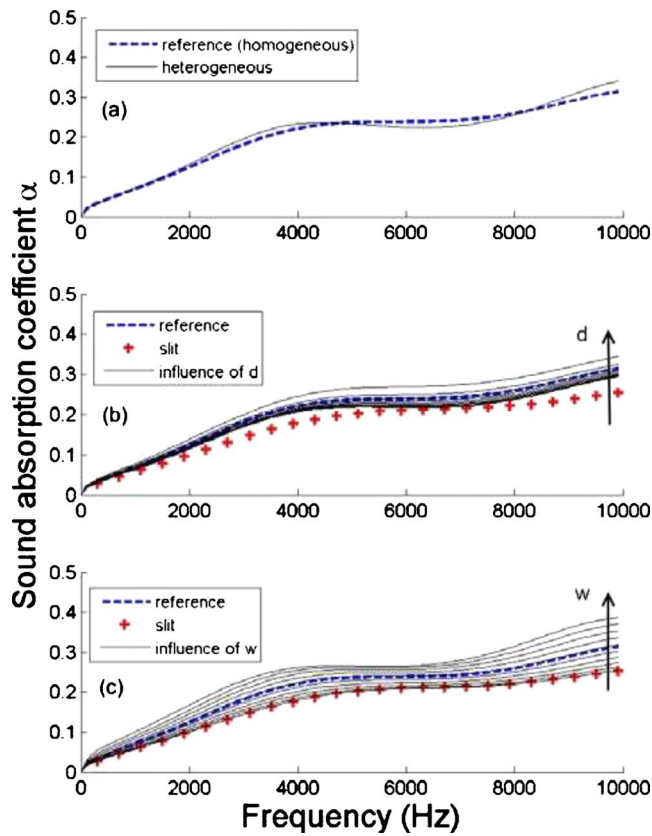 Sound absorption coefficient α
0.5
0.4
0.3
0.2
0.1
0
reference (homogeneous)
heterogeneous
(a)
0 2000 4000 6000 8000 10000
0.5
0.4
0.3
0.2
0.1
0
reference
slit
influence of d
d
(b)
0 2000 4000 6000 8000 10000
0.5
0.4
0.3
0.2
0.1
0
reference
slit
influence of w
w
(c)
0 2000 4000 6000 8000 10000
Frequency (Hz)